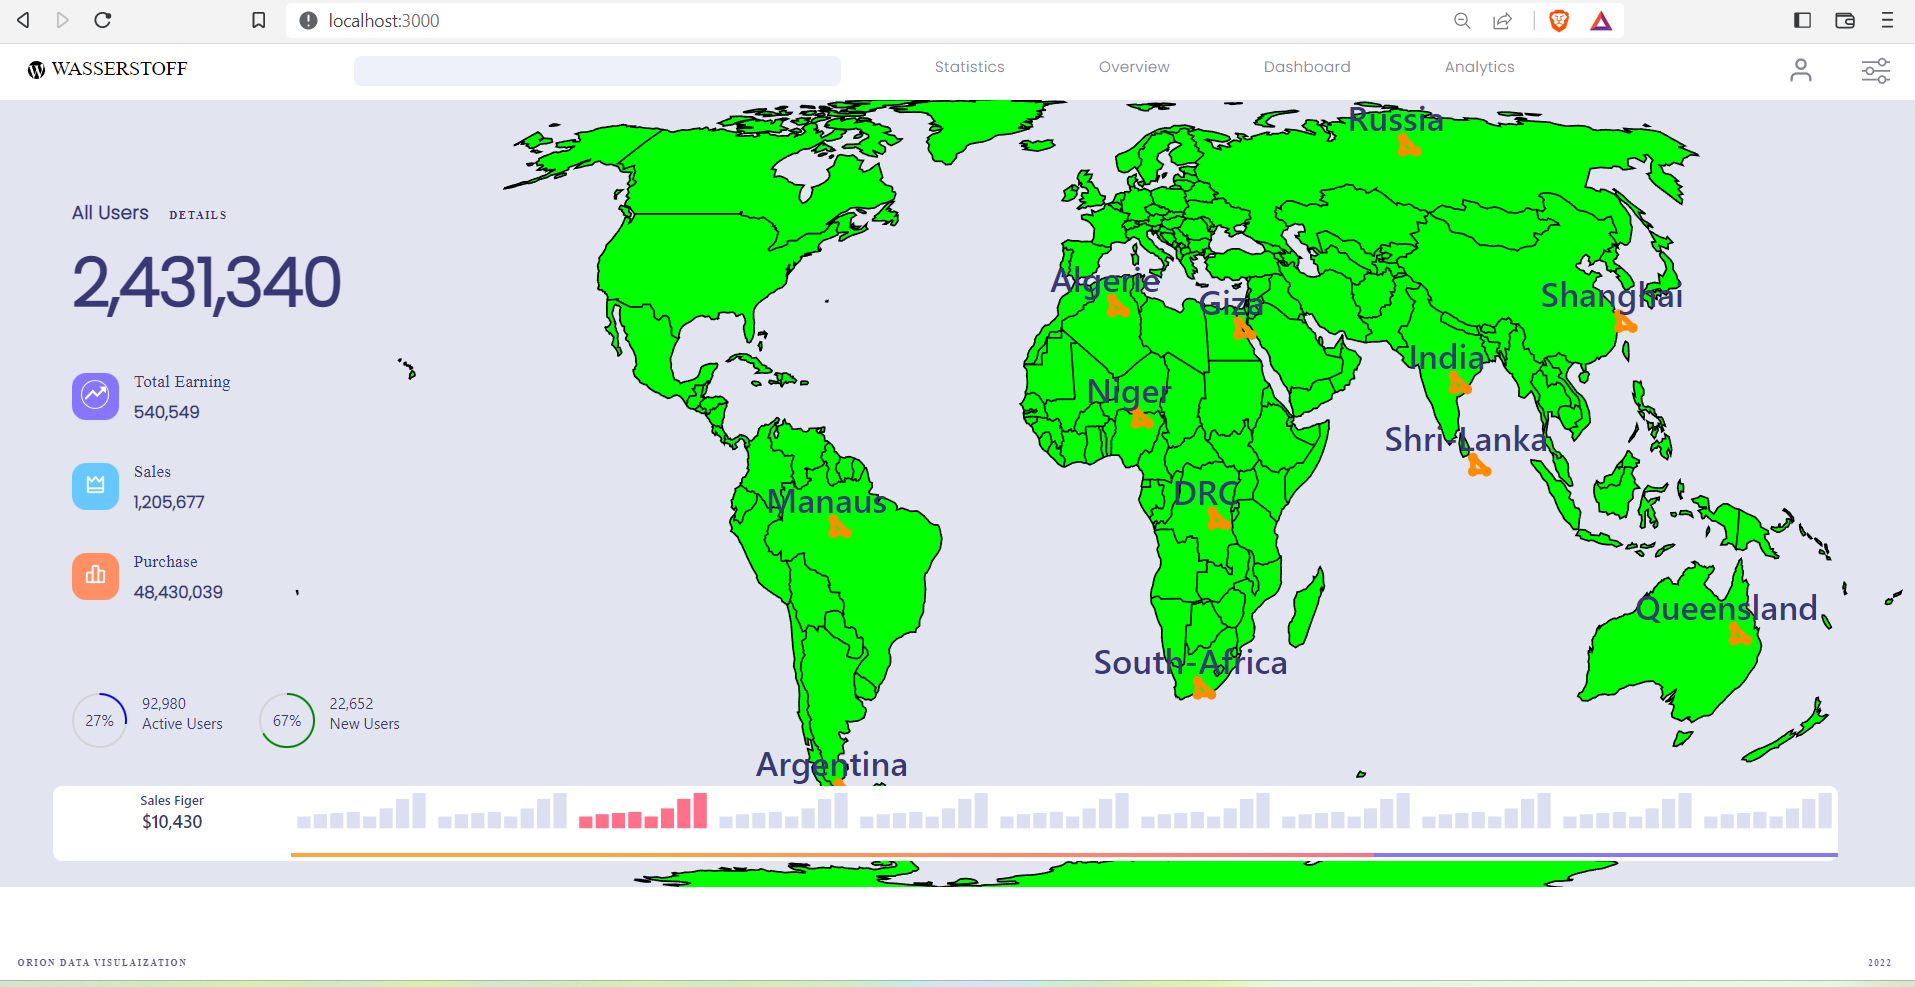 localhost:3000
WASSERSTOFF
Statistics
Overview
Dashboard
Analytics
Russia
All Users DETAILS
2,431,340
Algerie
Giza
Shanghai
India
Total Earning
540,549
Niger
Shri-Lanka
Sales
1,205,677
Manaus
DRC
Purchase
48,430,039
Queensland
South-Africa
27%
92,980
Active Users
67%
22,652
New Users
Argentina
Sales Figer
$10,430
ORION DATA VISULAIZATION
2022